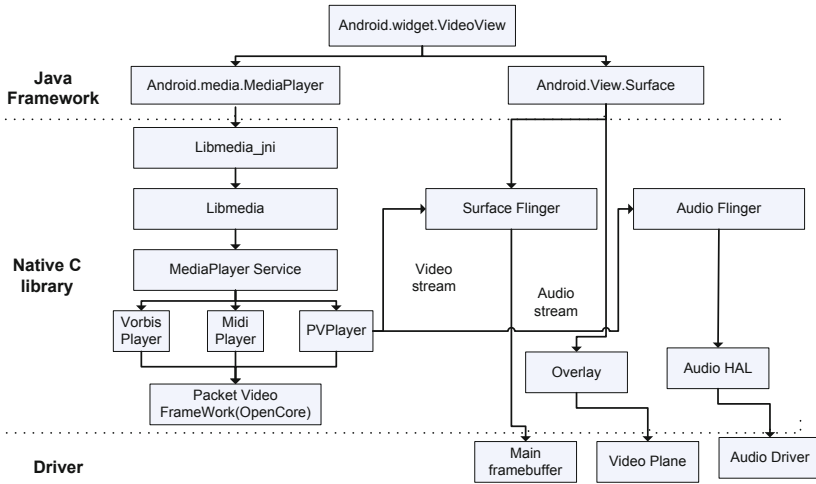 Android.widget.VideoView
Java
Framework
Android.media.MediaPlayer
Android.View.Surface
Libmedia_jni
Libmedia
Surface Flinger
Audio Flinger
Native C
library
MediaPlayer Service
Video
stream
Audio
stream
Vorbis
Player
Midi
Player
PVPlayer
Overlay
Audio HAL
Packet Video
FrameWork(OpenCore)
Driver
Main
framebuffer
Video Plane
Audio Driver